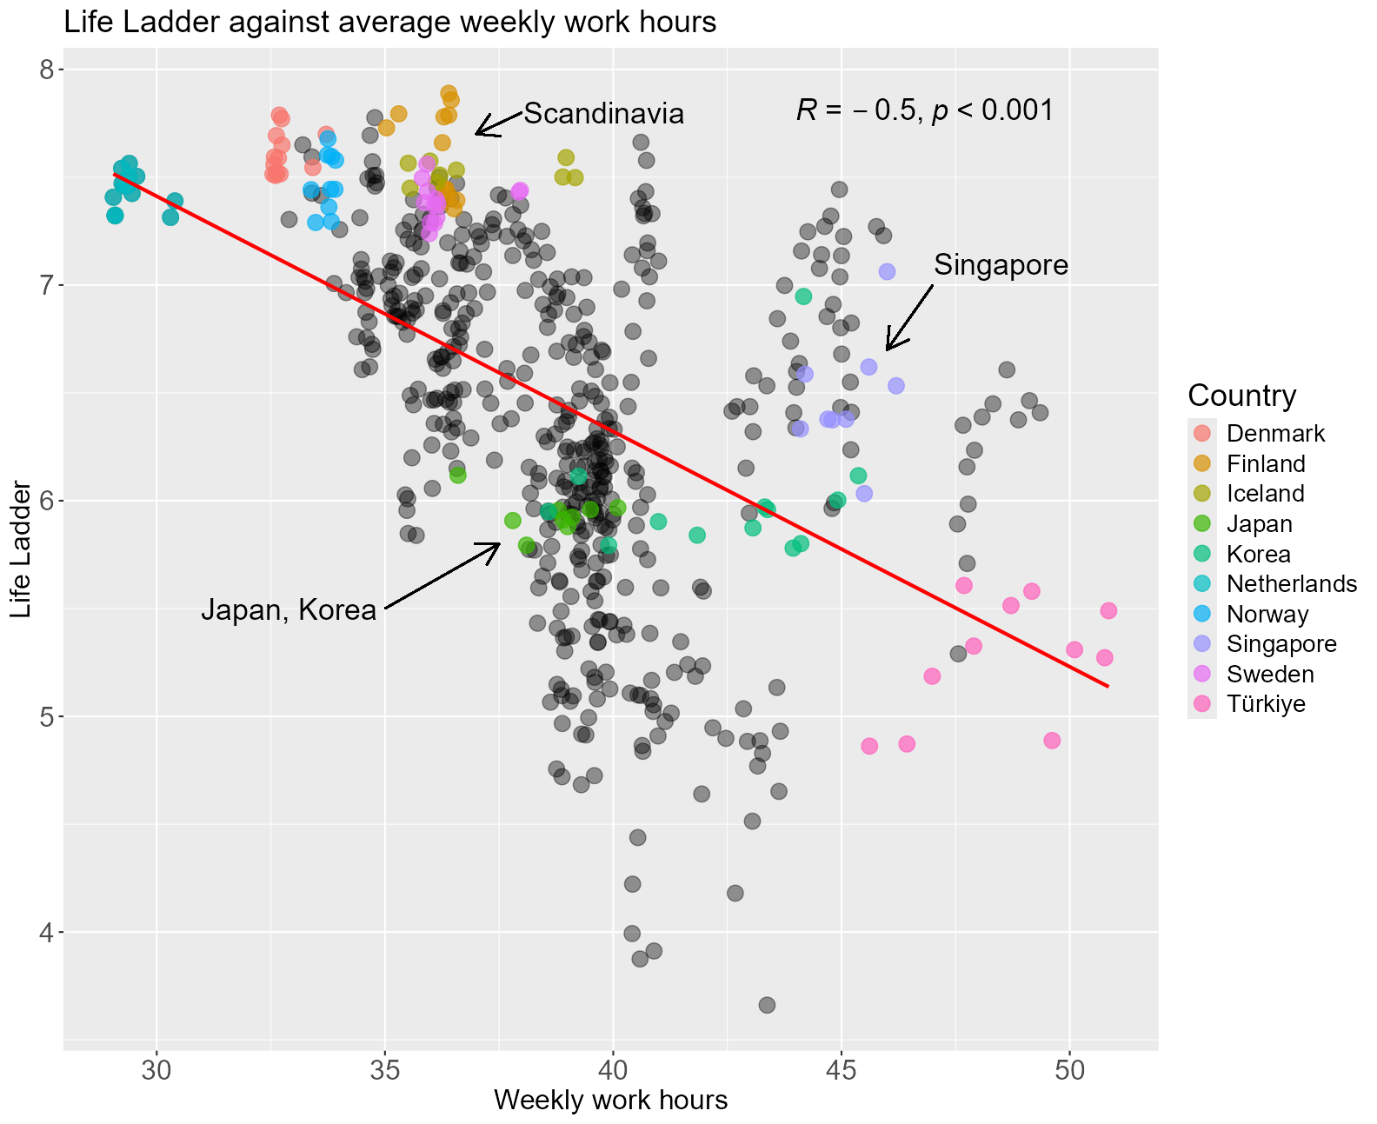 Life Ladder against average weekly work hours
8
7
6
5
4
Life Ladder
Scandinavia
R = − 0.5, p < 0.001
Singapore
Japan, Korea
30
35
40
45
50
Weekly work hours
Country
Denmark
Finland
Iceland
Japan
Korea
Netherlands
Norway
Singapore
Sweden
Türkiye